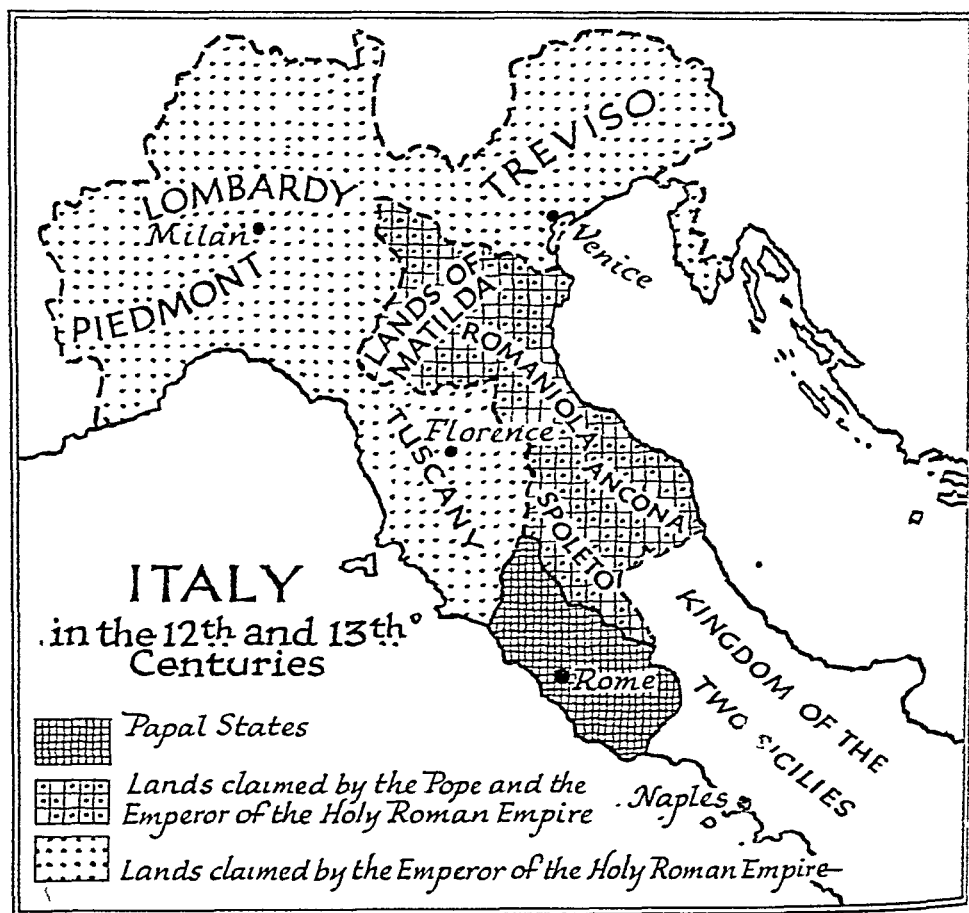 TREVISO
LOMBARDY
Milan
Venice
PIEDMONT
LANDS OF
MATILDA
ROMANIOLA
TUSCANY
Florence
ANCONA
SPOLETO
ITALY
in the 12th and 13th
Centuries
KINGDOM OF THE
TWO SICILIES
Rome
Naples
Papal States
Lands claimed by the Pope and the
Emperor of the Holy Roman Empire
Lands claimed by the Emperor of the Holy Roman Empire